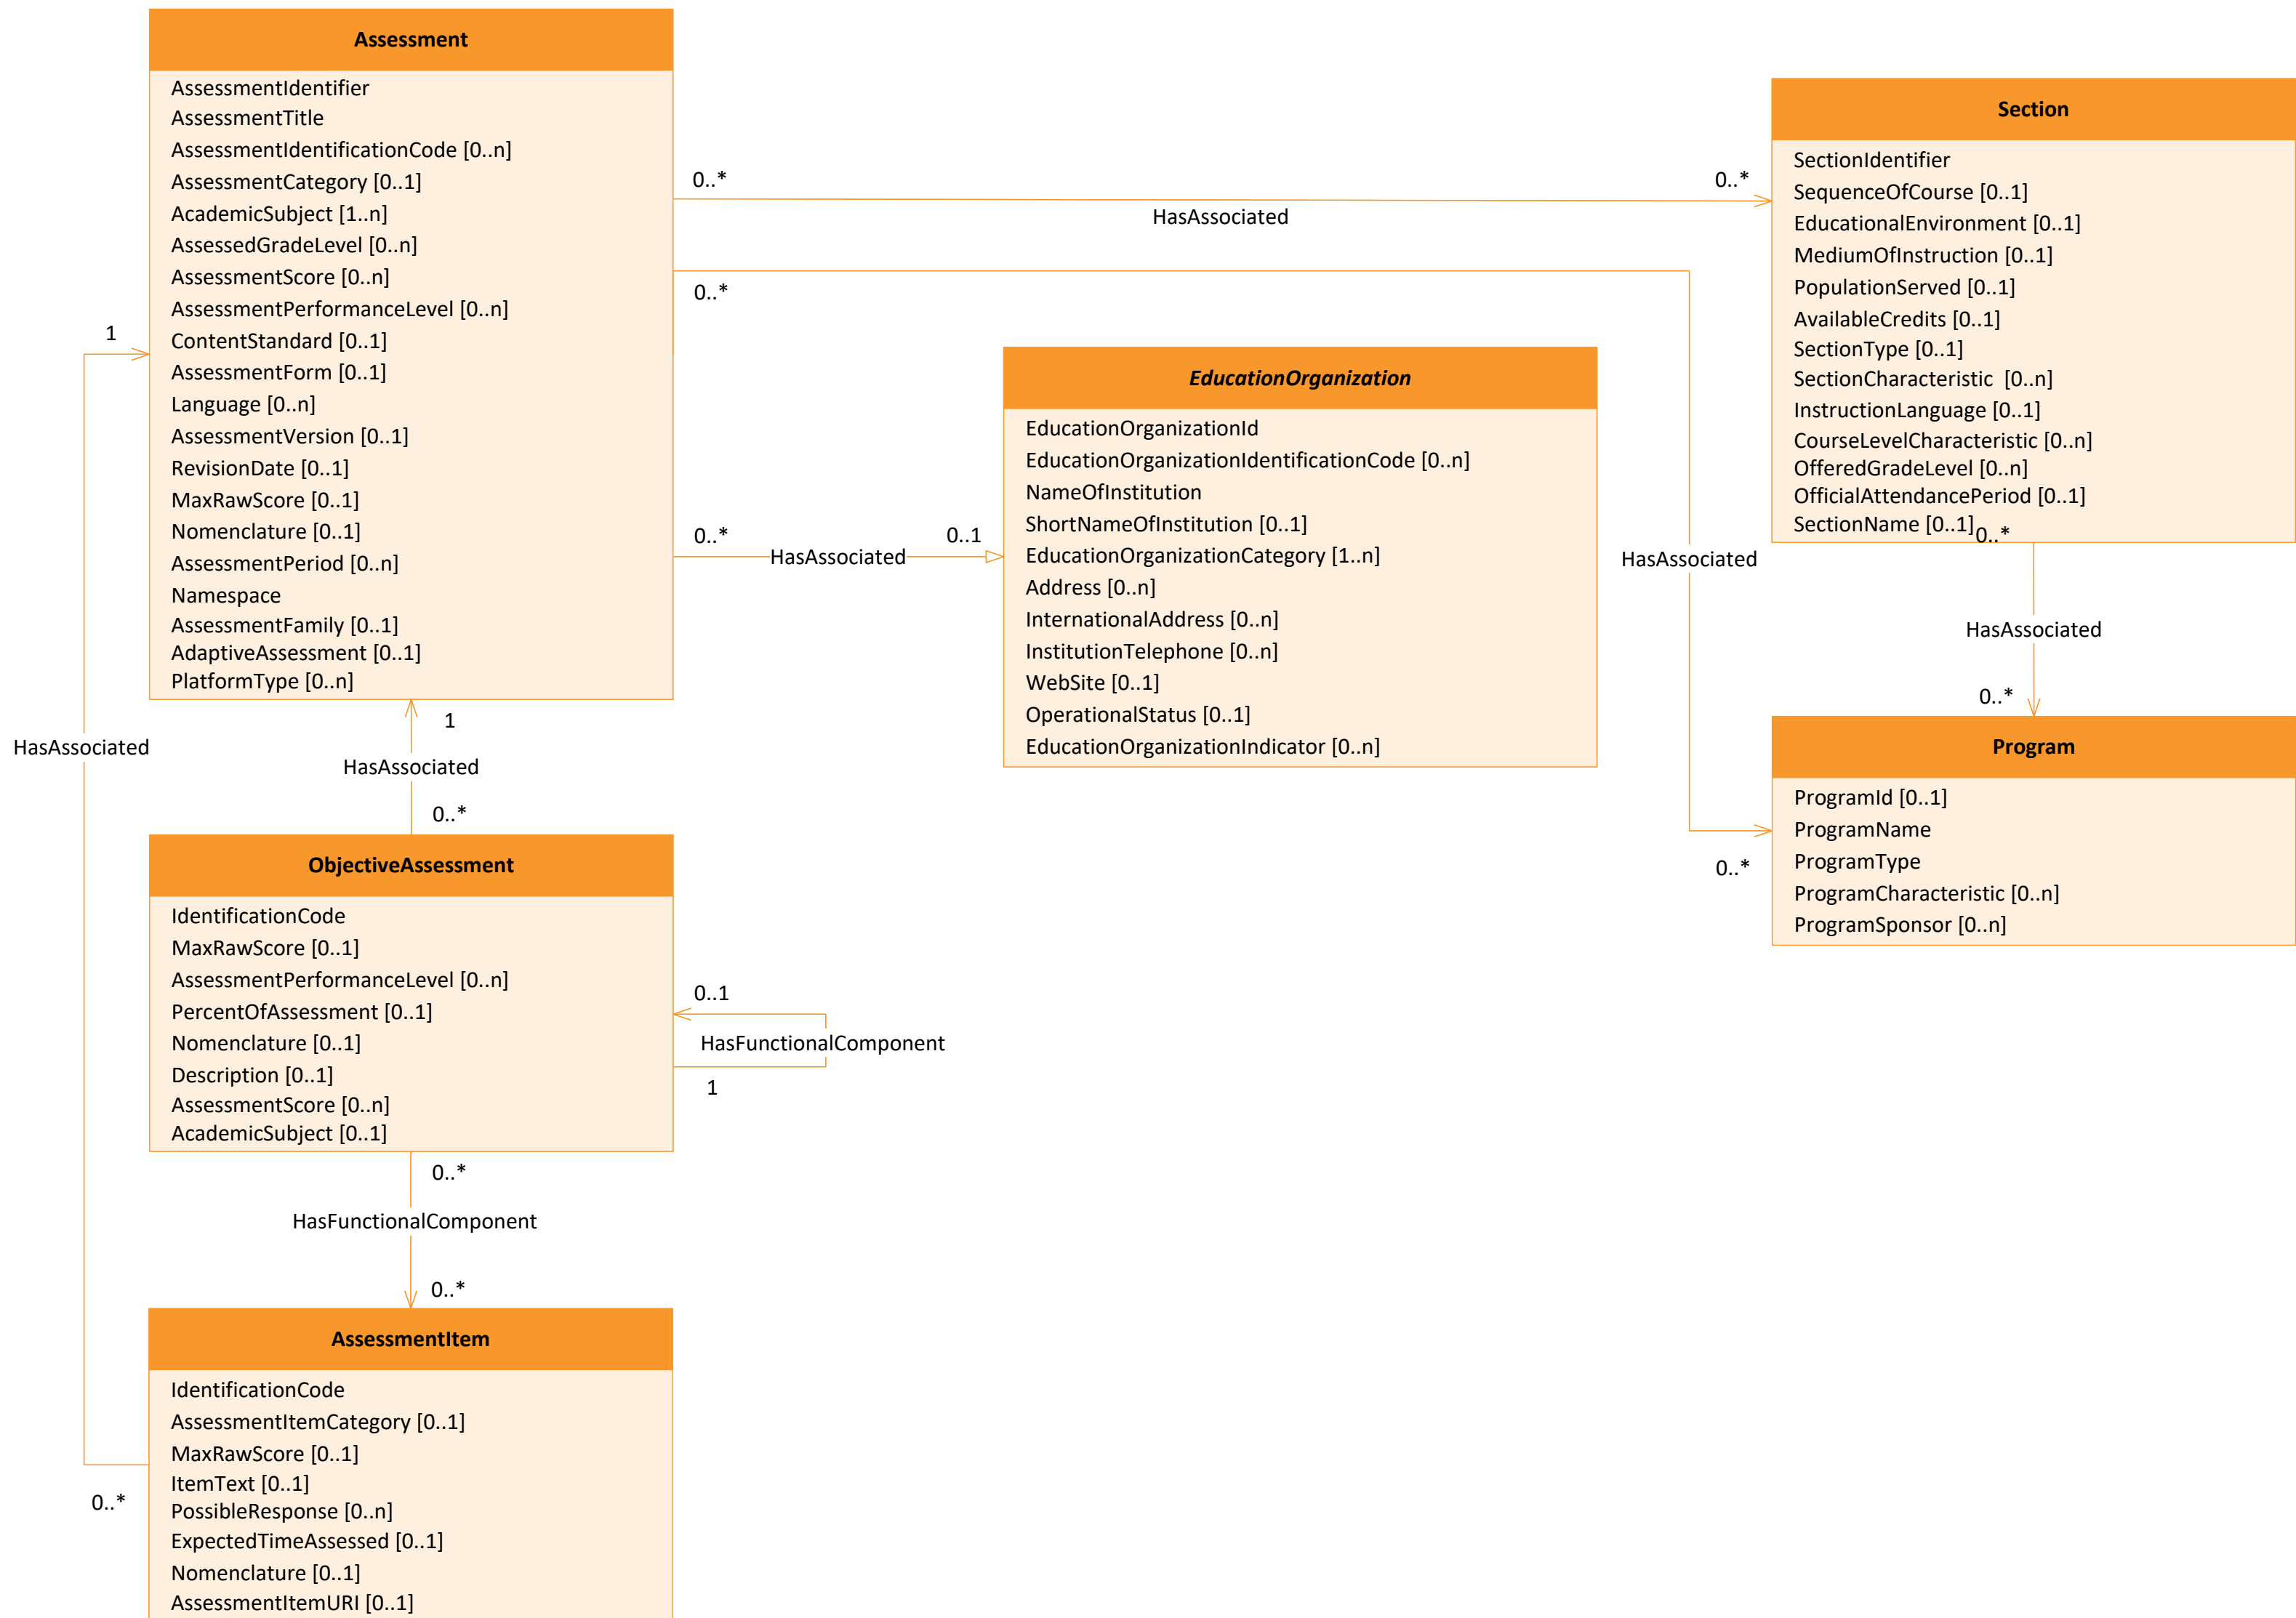 Assessment
AssessmentIdentifier
AssessmentTitle
AssessmentIdentificationCode [0..n]
AssessmentCategory [0..1]
AcademicSubject [1..n]
AssessedGradeLevel [0..n]
AssessmentScore [0..n]
AssessmentPerformanceLevel [0..n]
ContentStandard [0..1]
AssessmentForm [0..1]
Language [0..n]
AssessmentVersion [0..1]
RevisionDate [0..1]
MaxRawScore [0..1]
Nomenclature [0..1]
AssessmentPeriod [0..n]
Namespace
AssessmentFamily [0..1]
AdaptiveAssessment [0..1]
PlatformType [0..n]
0..*
HasAssociated
0..*
0..*
HasAssociated
0..*
0..*
HasAssociated
0..1
1
HasAssociated
0..*
1
HasAssociated
0..*
Section
SectionIdentifier
SequenceOfCourse [0..1]
EducationalEnvironment [0..1]
MediumOfInstruction [0..1]
PopulationServed [0..1]
AvailableCredits [0..1]
SectionType [0..1]
SectionCharacteristic [0..n]
InstructionLanguage [0..1]
CourseLevelCharacteristic [0..n]
OfferedGradeLevel [0..n]
OfficialAttendancePeriod [0..1]
SectionName [0..1]
0..*
HasAssociated
0..*
EducationOrganization
EducationOrganizationId
EducationOrganizationIdentificationCode [0..n]
NameOfInstitution
ShortNameOfInstitution [0..1]
EducationOrganizationCategory [1..n]
Address [0..n]
InternationalAddress [0..n]
InstitutionTelephone [0..n]
WebSite [0..1]
OperationalStatus [0..1]
EducationOrganizationIndicator [0..n]
Program
ProgramId [0..1]
ProgramName
ProgramType
ProgramCharacteristic [0..n]
ProgramSponsor [0..n]
ObjectiveAssessment
IdentificationCode
MaxRawScore [0..1]
AssessmentPerformanceLevel [0..n]
PercentOfAssessment [0..1]
Nomenclature [0..1]
Description [0..1]
AssessmentScore [0..n]
AcademicSubject [0..1]
0..1
HasFunctionalComponent
1
0..*
HasFunctionalComponent
0..*
AssessmentItem
IdentificationCode
AssessmentItemCategory [0..1]
MaxRawScore [0..1]
ItemText [0..1]
PossibleResponse [0..n]
ExpectedTimeAssessed [0..1]
Nomenclature [0..1]
AssessmentItemURI [0..1]